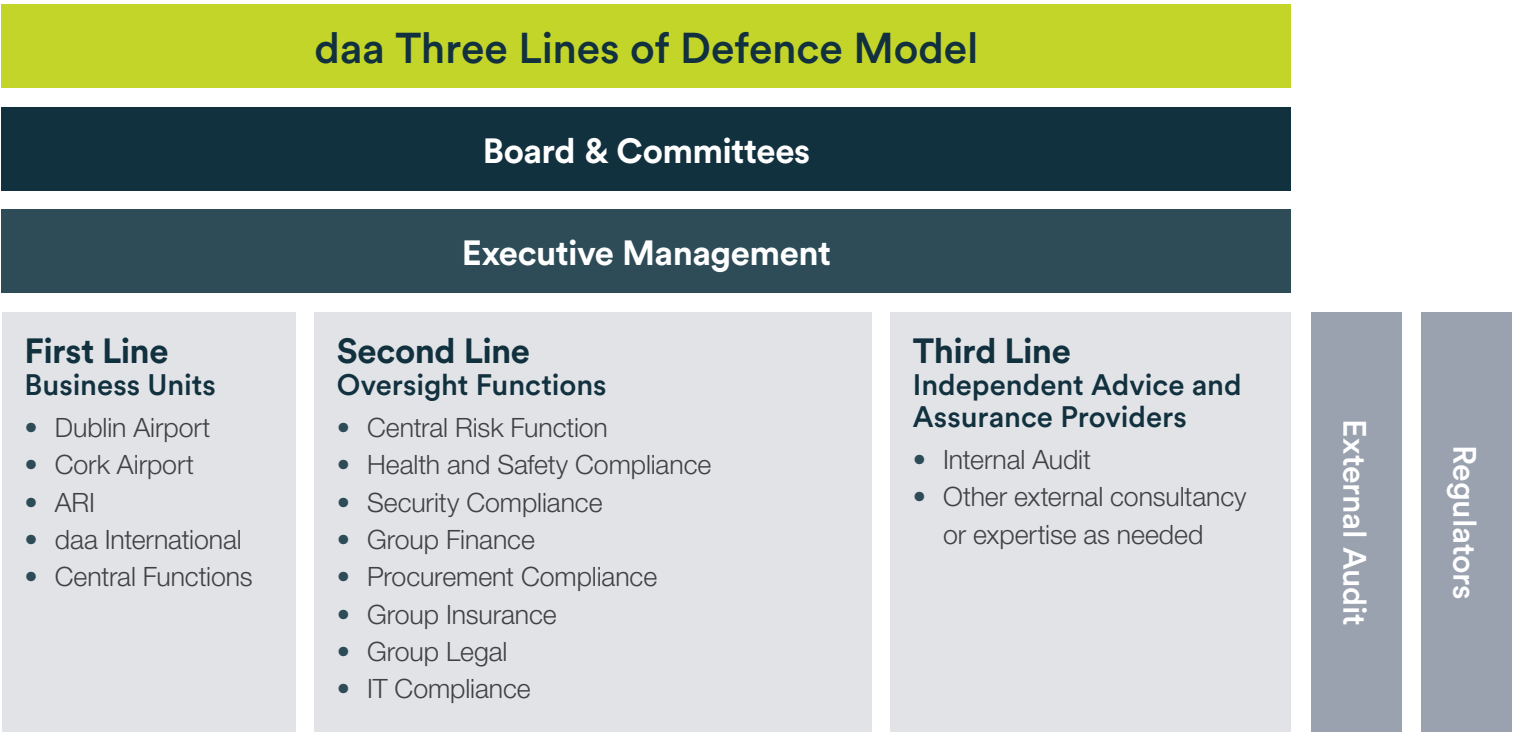 daa Three Lines of Defence Model
Board & Committees
Executive Management
First Line
Business Units
• Dublin Airport
• Cork Airport
• ARI
• daa International
• Central Functions
Second Line
Oversight Functions
• Central Risk Function
• Health and Safety Compliance
• Security Compliance
• Group Finance
• Procurement Compliance
• Group Insurance
• Group Legal
• IT Compliance
Third Line
Independent Advice and
Assurance Providers
• Internal Audit
• Other external consultancy
or expertise as needed
External Audit
Regulators